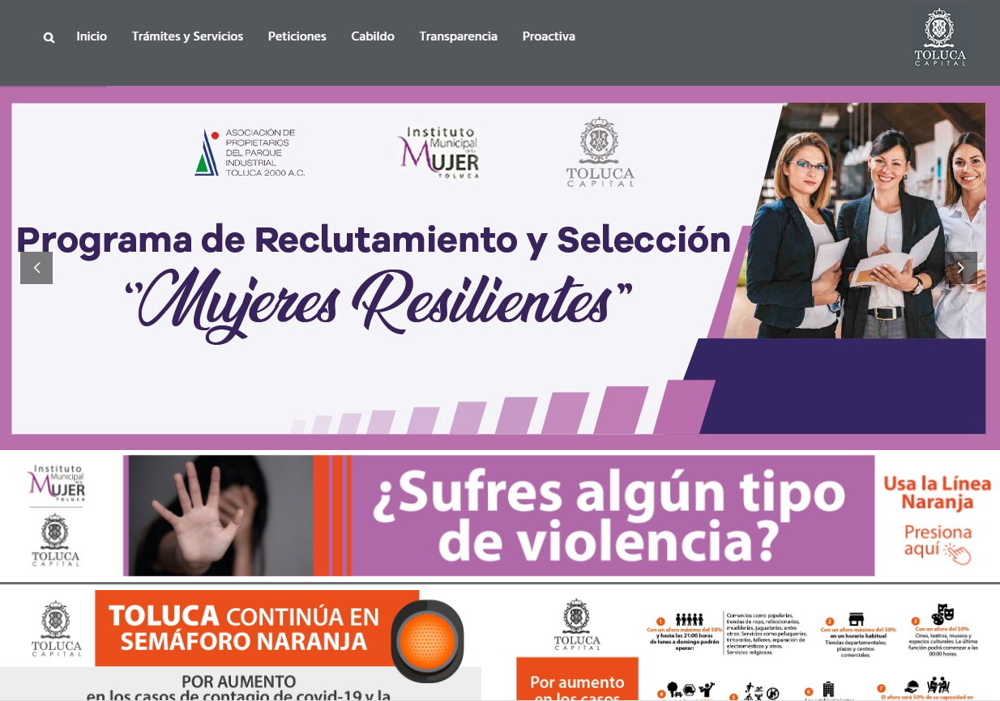 Inicio
Trámites y Servicios
Peticiones
Cabildo
Transparencia
Proactiva
TOLUCA
CAPITAL
ASOCIACIÓN DE
PROPIETARIOS
DEL PARQUE
INDUSTRIAL
TOLUCA 2000 A.C.
Instituto
Municipal
de la
MUJER
TOLUCA
TOLUCA
CAPITAL
Programa de Reclutamiento y Selección
“Mujeres Resilientes”
Instituto
Municipal
de la
MUJER
TOLUCA
TOLUCA
CAPITAL
¿Sufres algún tipo
de violencia?
Usa la Línea
Naranja
Presiona
aquí
TOLUCA
CAPITAL
TOLUCA CONTINÚA EN
SEMÁFORO NARANJA
POR AUMENTO
en los casos de contagio de covid-19 y la
TOLUCA
CAPITAL
Por aumento
en los casos
1
Con un aforo máximo del 50%
y hasta las 21:00 horas
de lunes a domingo podrán
operar:
Comercios como papelerías,
tiendas de ropa, refaccionarias,
mueblerías, jugueterías, entre
otros. Servicios como peluquerías,
tintorerías, talleres, reparación de
electromésticos y otros.
Servicios religiosos.
2
Con un aforo máximo del 50%
en un horario habitual
Tiendas departamentales;
plazas y centros
comerciales.
3
Con un aforo del 50%
Cines, teatros, museos y
espacios culturales. La última
función podrá comenzar a las
00:00 horas.
4
5
6
7
El aforo será 50% de su capacidad en